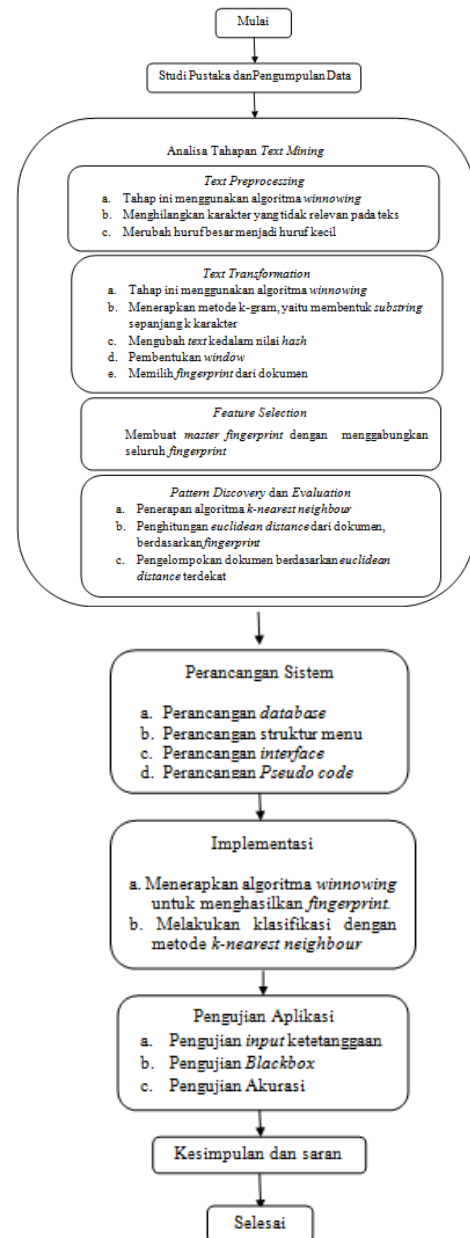 Mulai
Studi Pustaka danPengumpulan Data
Analisa Tahapan Text Mining
Text Preprocessing
a. Tahap ini menggunakan algoritma winnowing
b. Menghilangkan karakter yang tidak relevan pada teks
c. Merubah huruf besar menjadi huruf kecil
Text Transformation
a. Tahap ini menggunakan algoritma winnowing
b. Menerapkan metode k-gram, yaitu membentuk substring
sepanjang k karakter
c. Mengubah text kedalam nilai hash
d. Pembentukan window
e. Memilih fingerprint dari dokumen
Feature Selection
Membuat master fingerprint dengan menggabungkan
seluruh fingerprint
Pattern Discovery dan Evaluation
a. Penerapan algoritma k-nearest neighbour
b. Penghitungan euclidean distance dari dokumen,
berdasarkan fingerprint
c. Pengelompokan dokumen berdasarkan euclidean
distance terdekat
Perancangan Sistem
a. Perancangan database
b. Perancangan struktur menu
c. Perancangan interface
d. Perancangan Pseudo code
Implementasi
a. Menerapkan algoritma winnowing
untuk menghasilkan fingerprint.
b. Melakukan klasifikasi dengan
metode k-nearest neighbour
Pengujian Aplikasi
a. Pengujian input ketetanggaan
b. Pengujian Blackbox
c. Pengujian Akurasi
Kesimpulan dan saran
Selesai